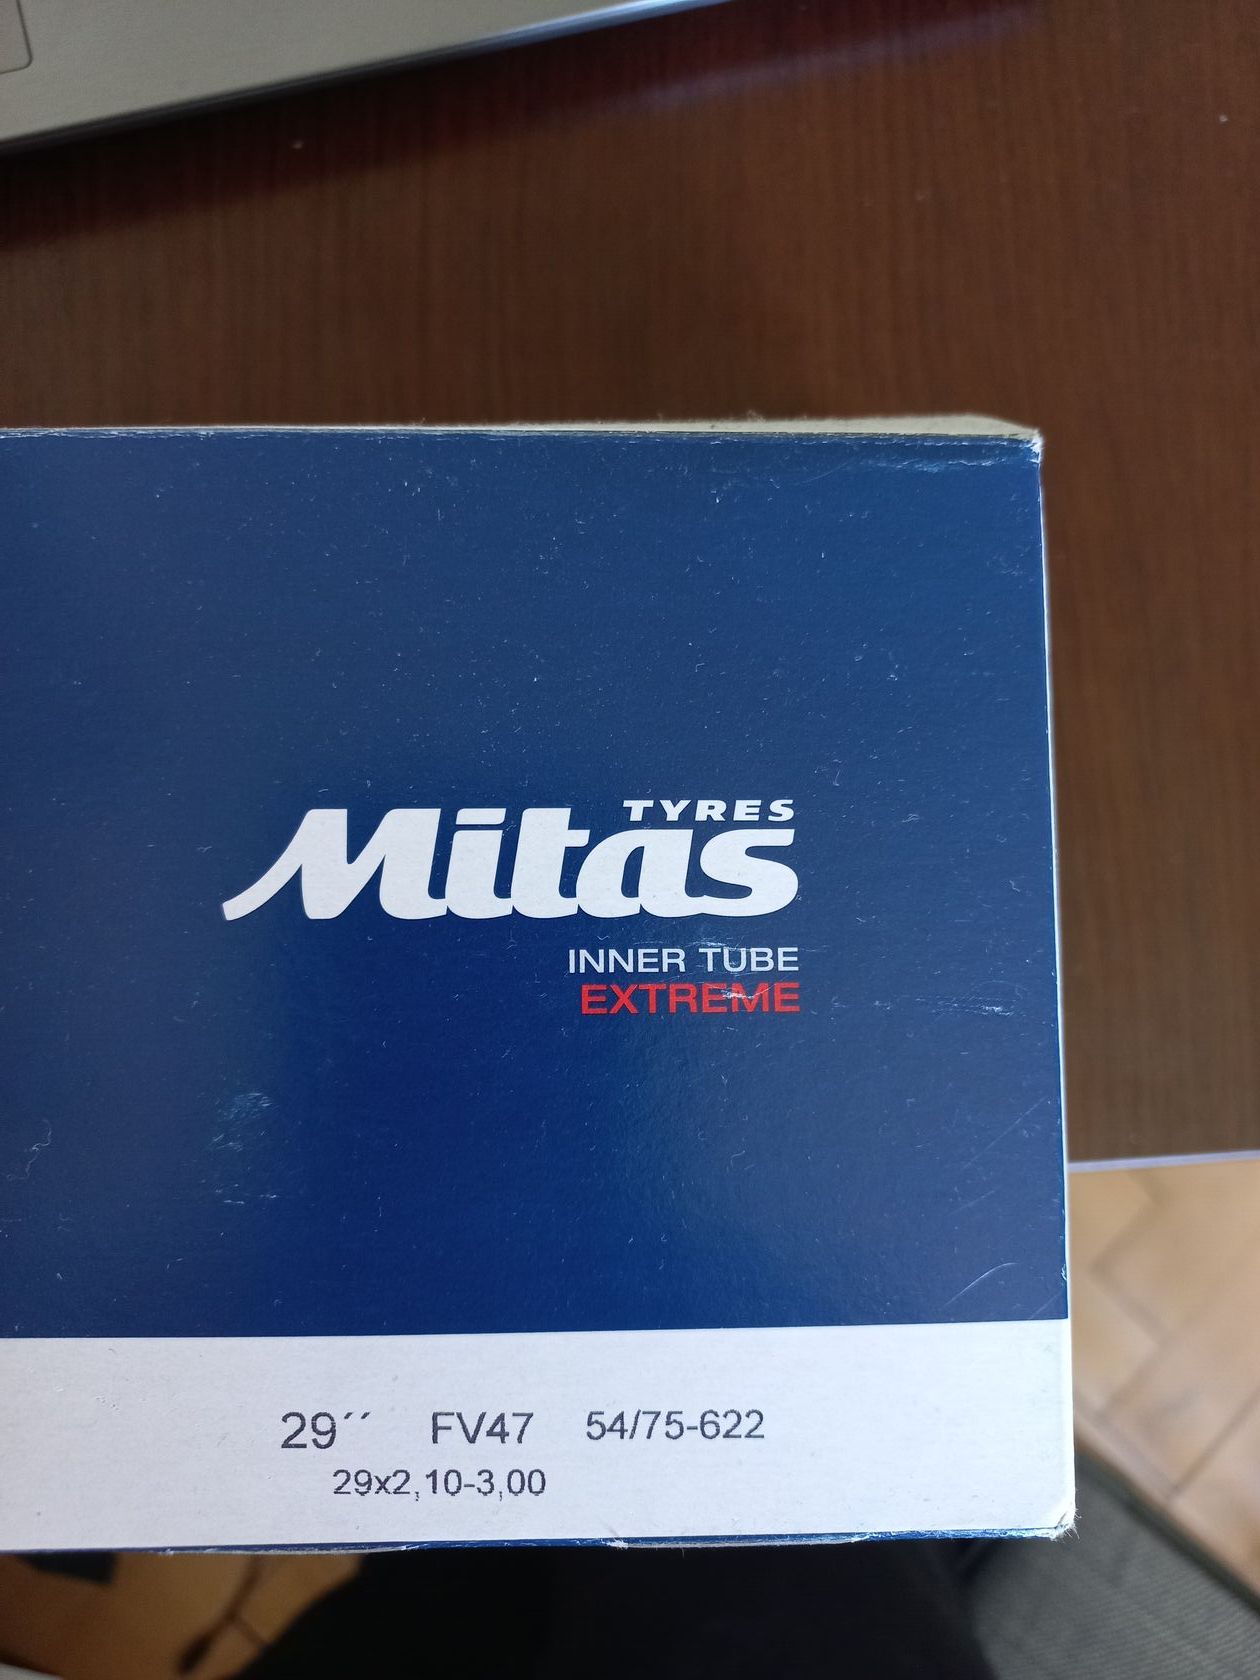 TYRES
Mitas
INNER TUBE
EXTREME
29´´ FV47 54/75-622
29x2,10-3,00